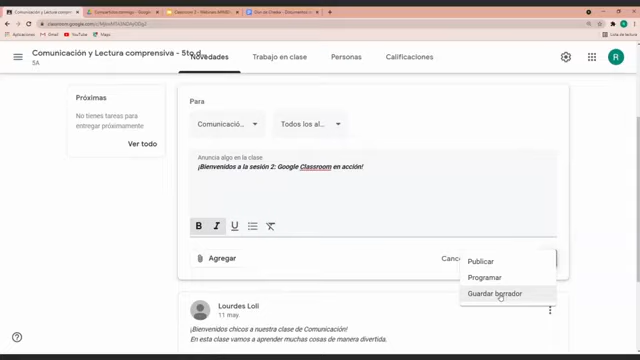 Comunicación y Lectura comprensiva - 5to d
5A
Novedades
Trabajo en clase
Personas
Calificaciones
R
Próximas
No tienes tareas para
entregar próximamente
Ver todo
Para
Comunicació...
Todos los al...
Anuncia algo en la clase
¡Bienvenidos a la sesión 2: Google Classroom en acción!
B I U
Agregar
Cance
Publicar
Programar
Guardar borrador
Lourdes Loli
11 may.
¡Bienvenidos chicos a nuestra clase de Comunicación!
En esta clase vamos a aprender muchas cosas de manera divertida.